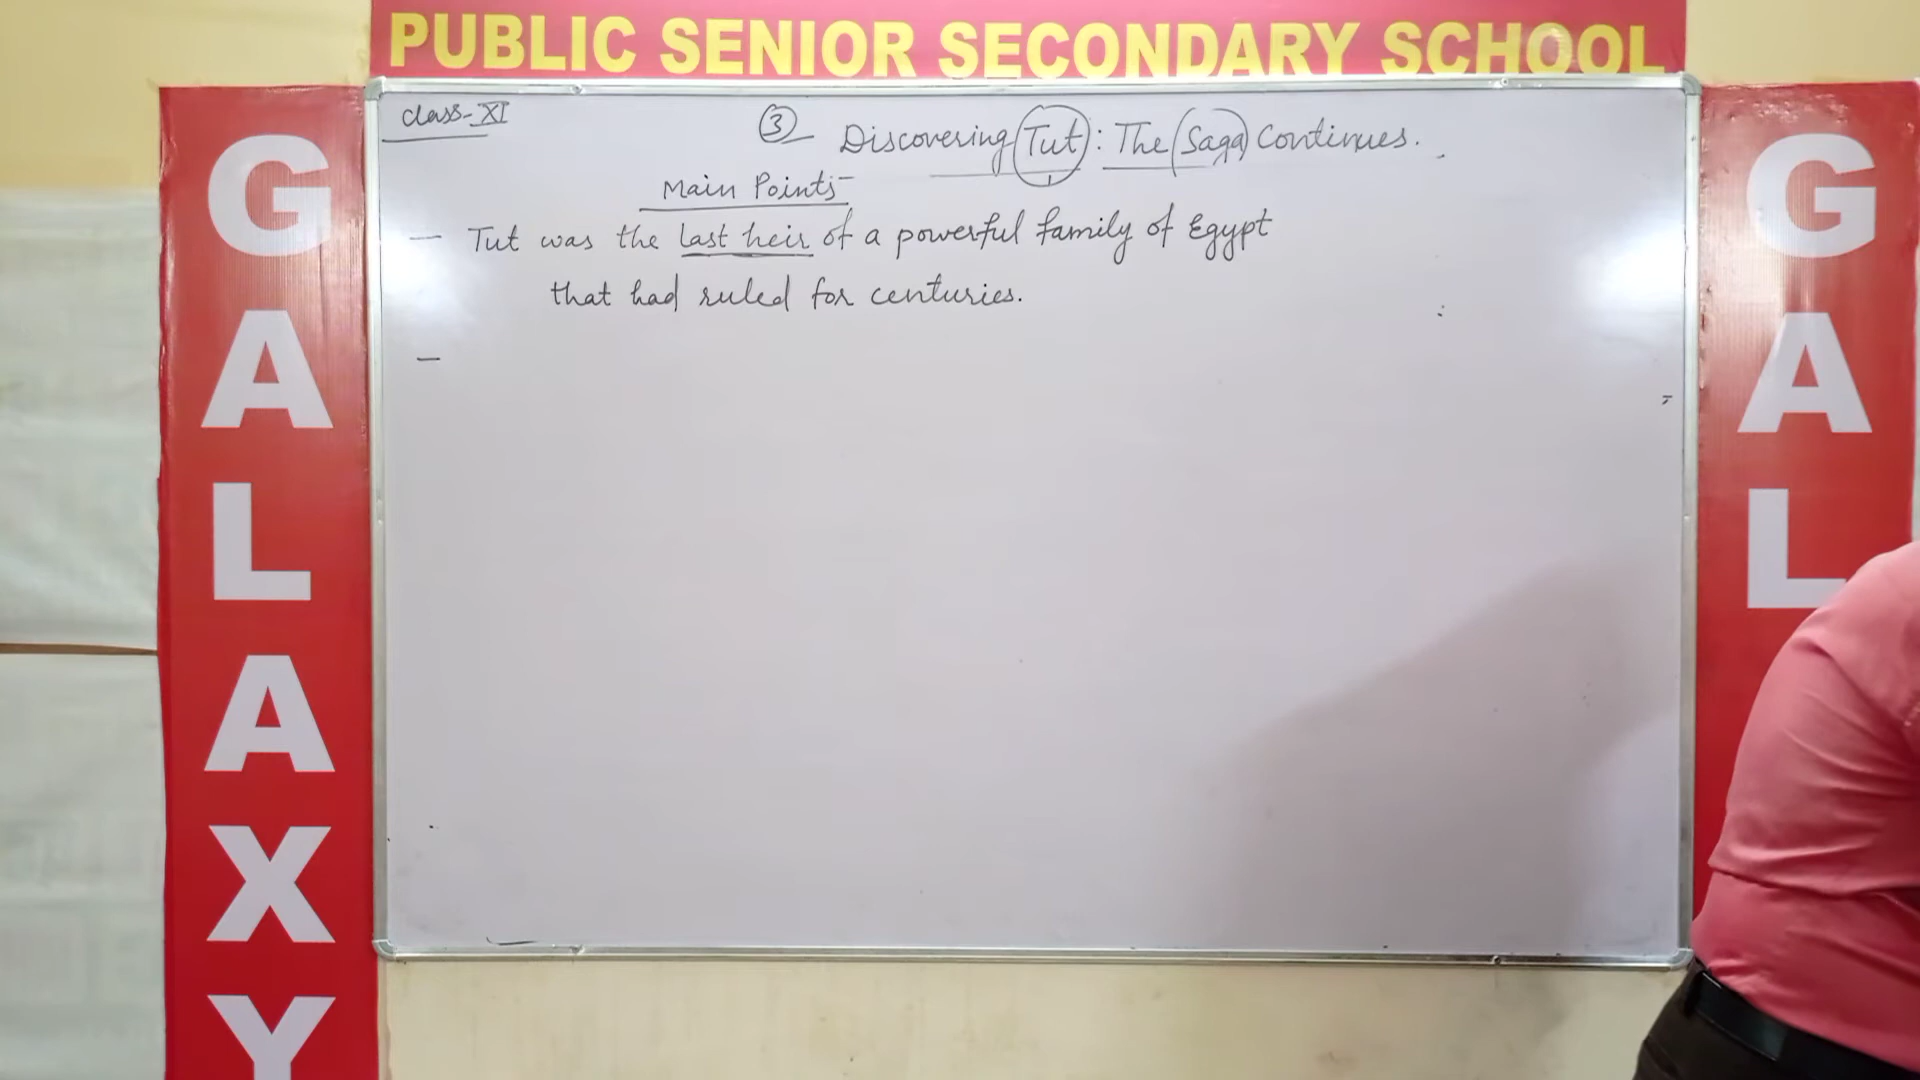 PUBLIC SENIOR SECONDARY SCHOOL
GALAXY
class-XI
③ Discovering Tut : The Saga Continues.
Main Points-
— Tut was the last heir of a powerful family of Egypt
that had ruled for centuries.
—
GAL